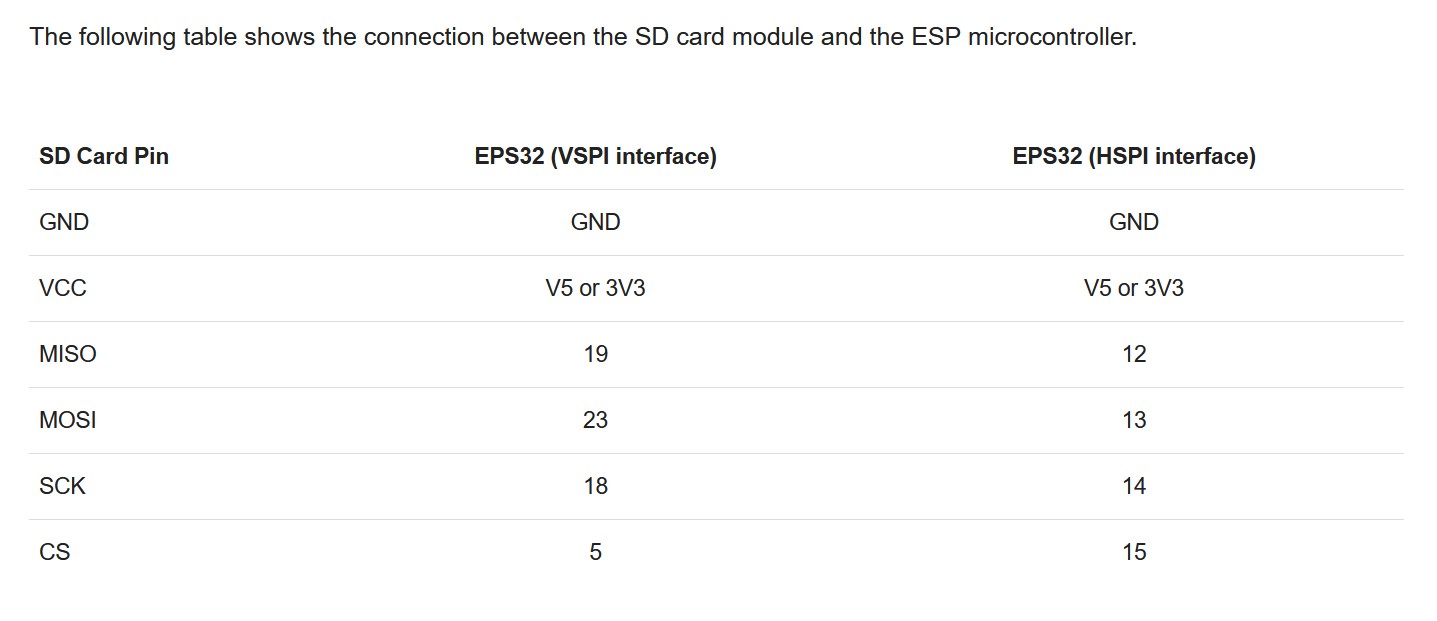 The following table shows the connection between the SD card module and the ESP microcontroller.
SD Card Pin EPS32 (VSPI interface) EPS32 (HSPI interface)
GND GND GND
VCC V5 or 3V3 V5 or 3V3
MISO 19 12
MOSI 23 13
SCK 18 14
CS 5 15